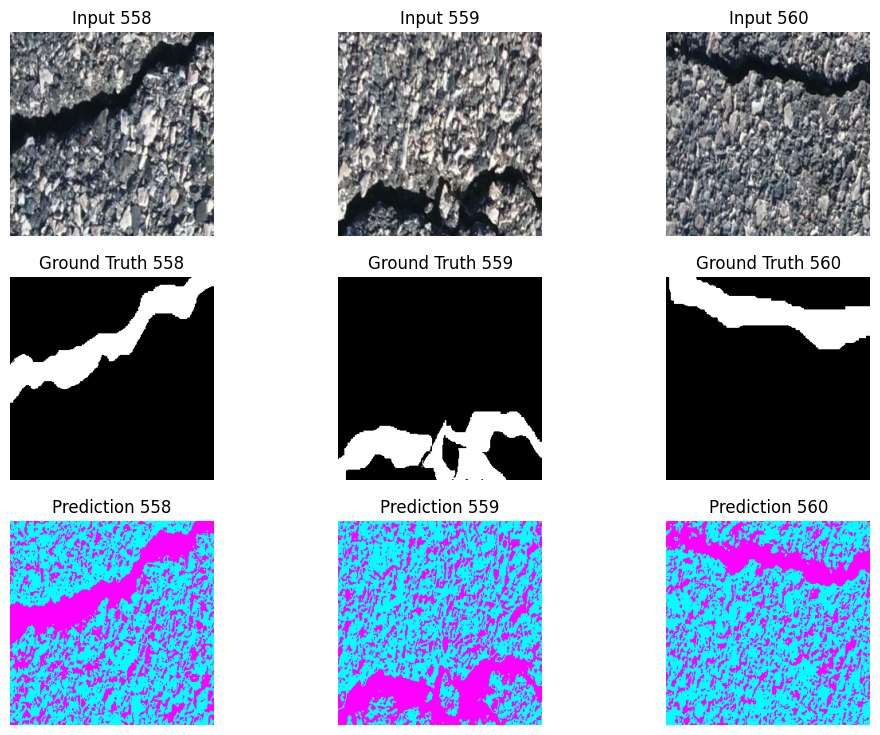 Input 558
Input 559
Input 560
Ground Truth 558
Ground Truth 559
Ground Truth 560
Prediction 558
Prediction 559
Prediction 560